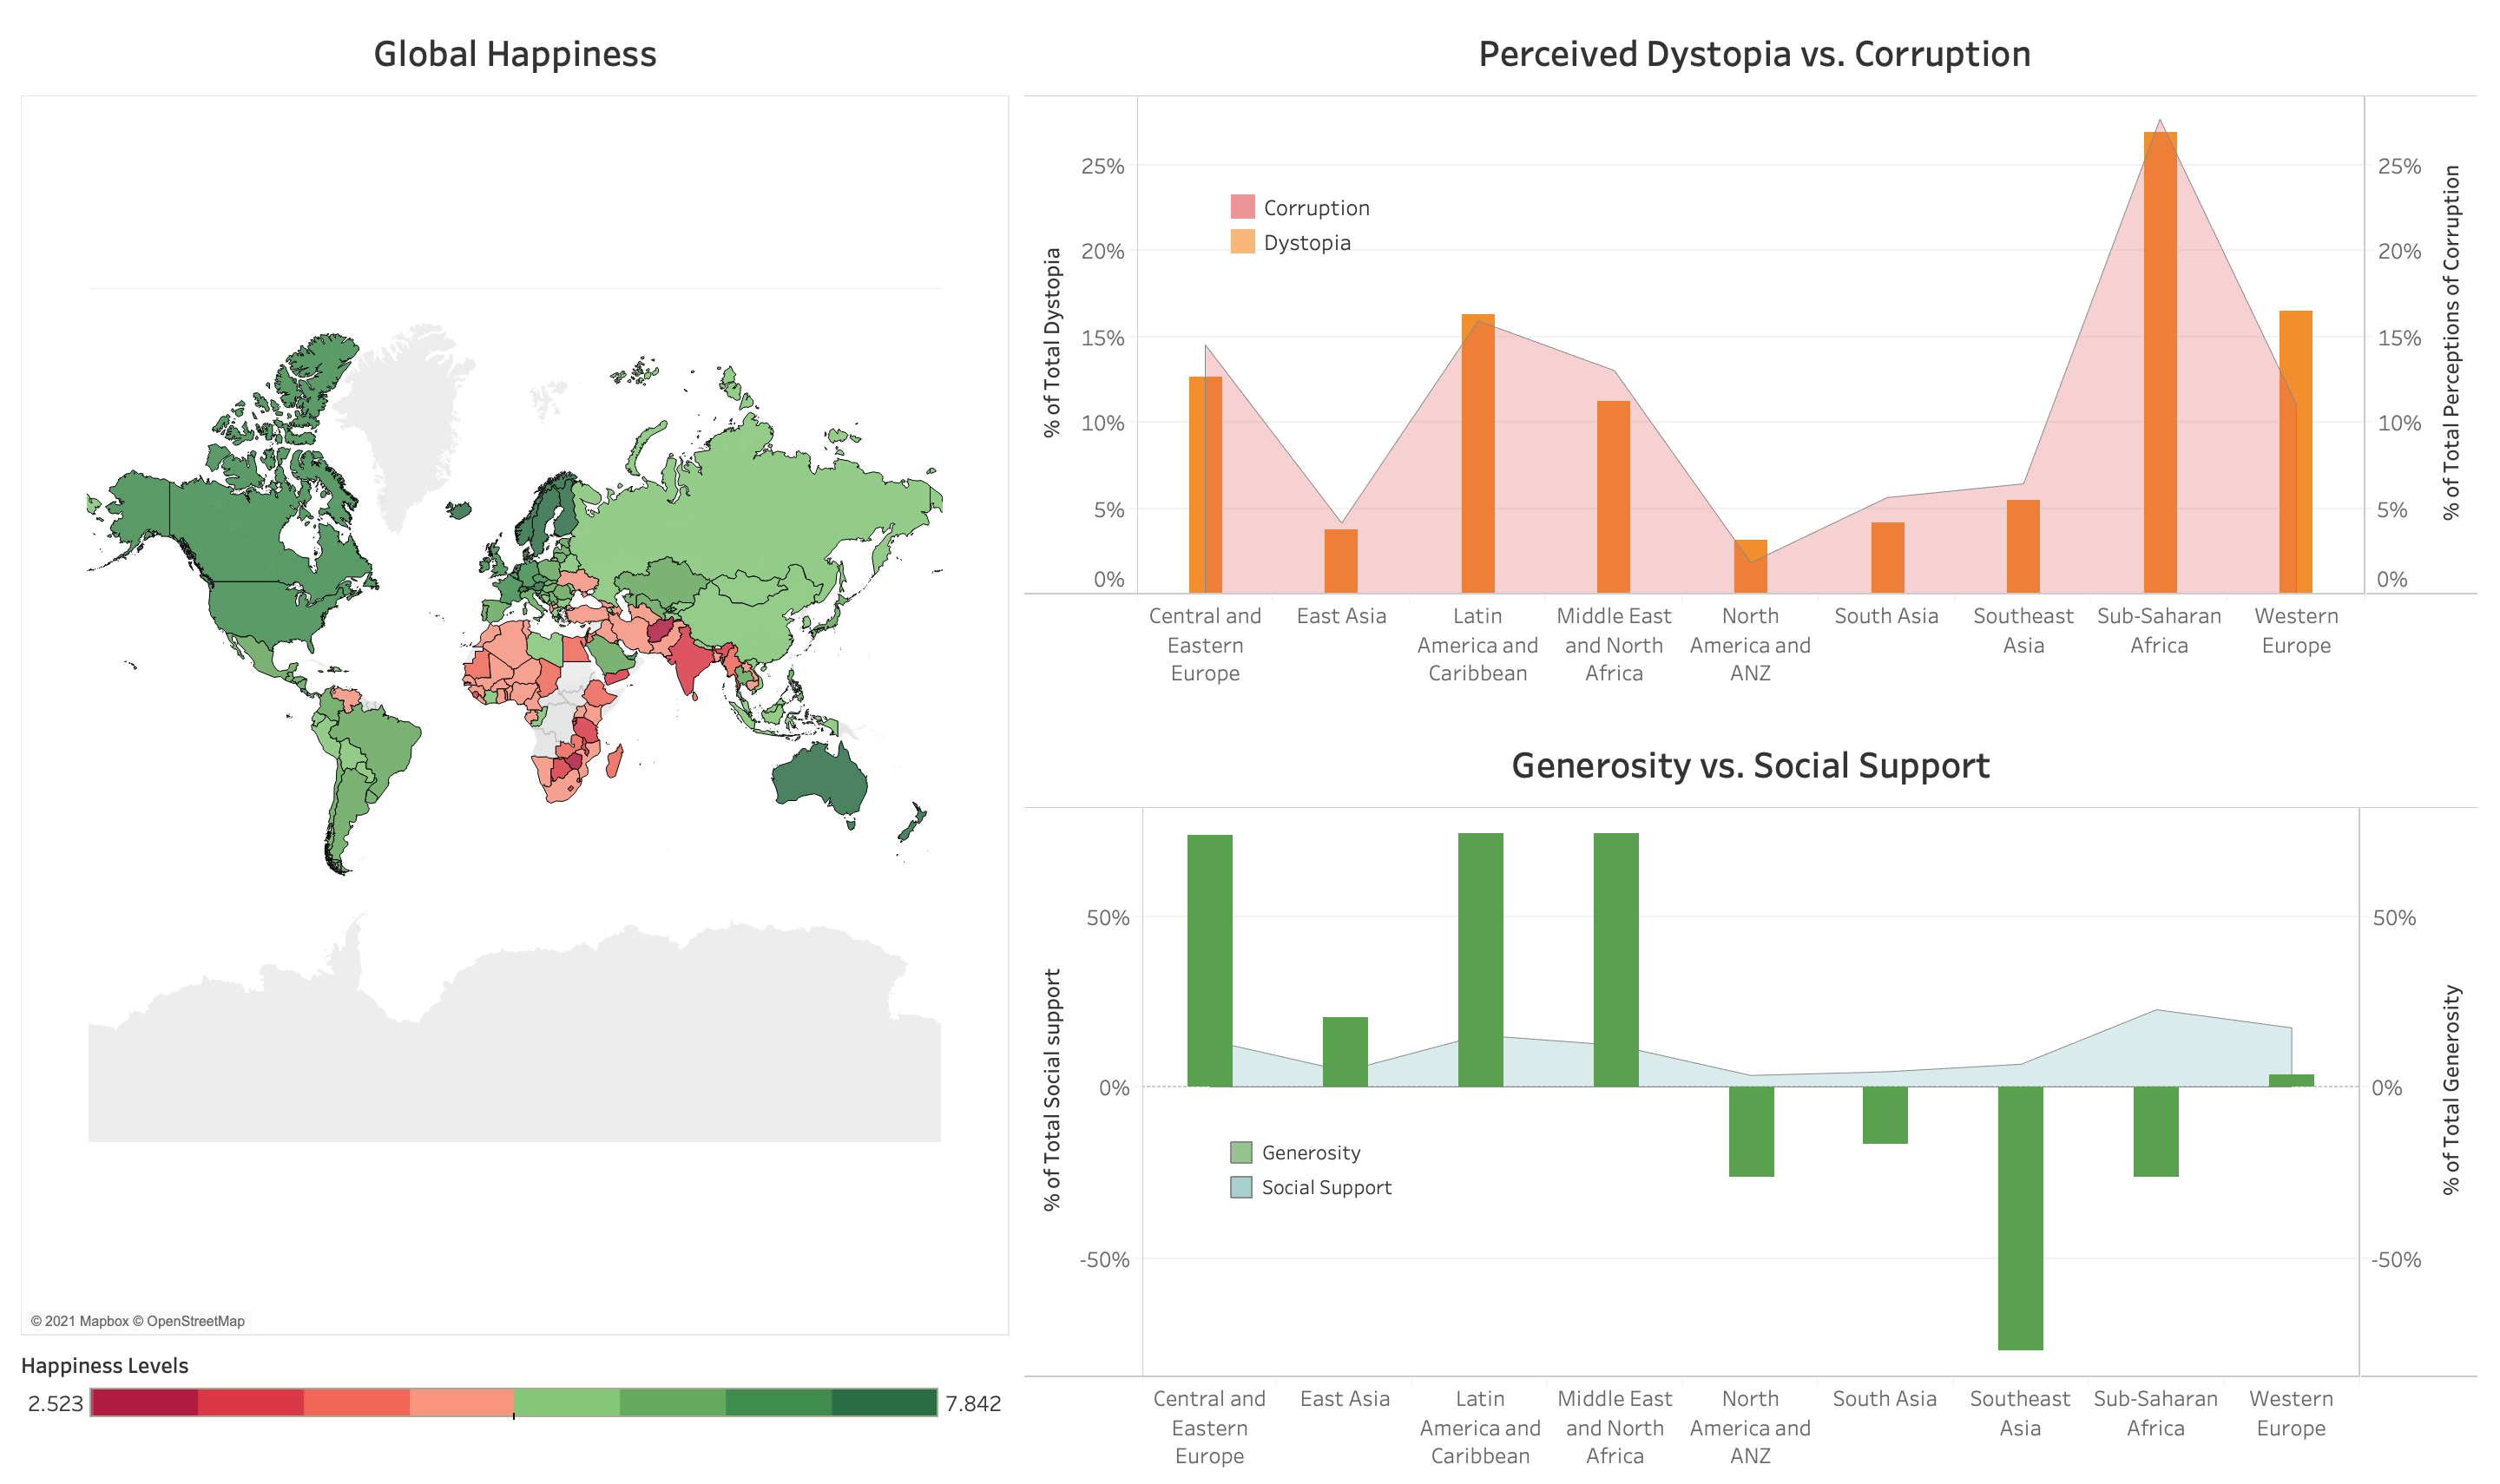 Global Happiness
© 2021 Mapbox © OpenStreetMap
Happiness Levels
2.523
7.842
Perceived Dystopia vs. Corruption
% of Total Dystopia
25%
20%
15%
10%
5%
0%
Corruption
Dystopia
25%
20%
15%
10%
5%
0%
% of Total Perceptions of Corruption
Central and
Eastern
Europe
East Asia
Latin
America and
Caribbean
Middle East
and North
Africa
North
America and
ANZ
South Asia
Southeast
Asia
Sub-Saharan
Africa
Western
Europe
Generosity vs. Social Support
% of Total Social support
50%
0%
-50%
Generosity
Social Support
50%
0%
-50%
% of Total Generosity
Central and
Eastern
Europe
East Asia
Latin
America and
Caribbean
Middle East
and North
Africa
North
America and
ANZ
South Asia
Southeast
Asia
Sub-Saharan
Africa
Western
Europe